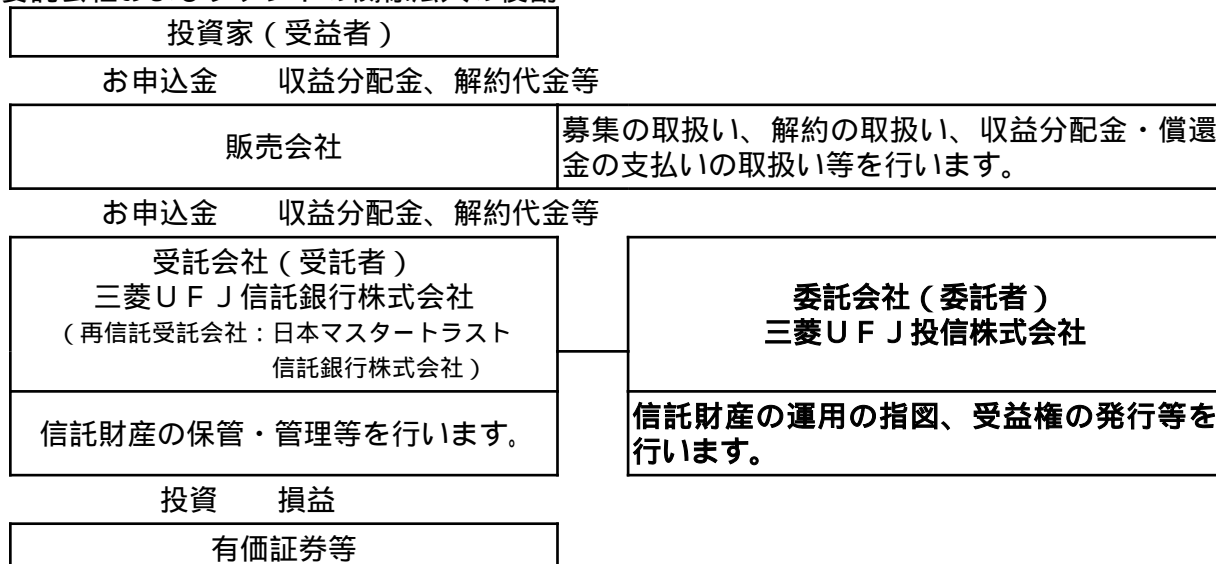 投資家（受益者）
お申込金　収益分配金、解約代金等
販売会社
募集の取扱い、解約の取扱い、収益分配金・償還
金の支払いの取扱い等を行います。
お申込金　収益分配金、解約代金等
受託会社（受託者）
三菱ＵＦＪ信託銀行株式会社
（再信託受託会社：日本マスタートラスト
信託銀行株式会社）
信託財産の保管・管理等を行います。
委託会社（委託者）
三菱ＵＦＪ投信株式会社
信託財産の運用の指図、受益権の発行等を
行います。
投資　損益
有価証券等